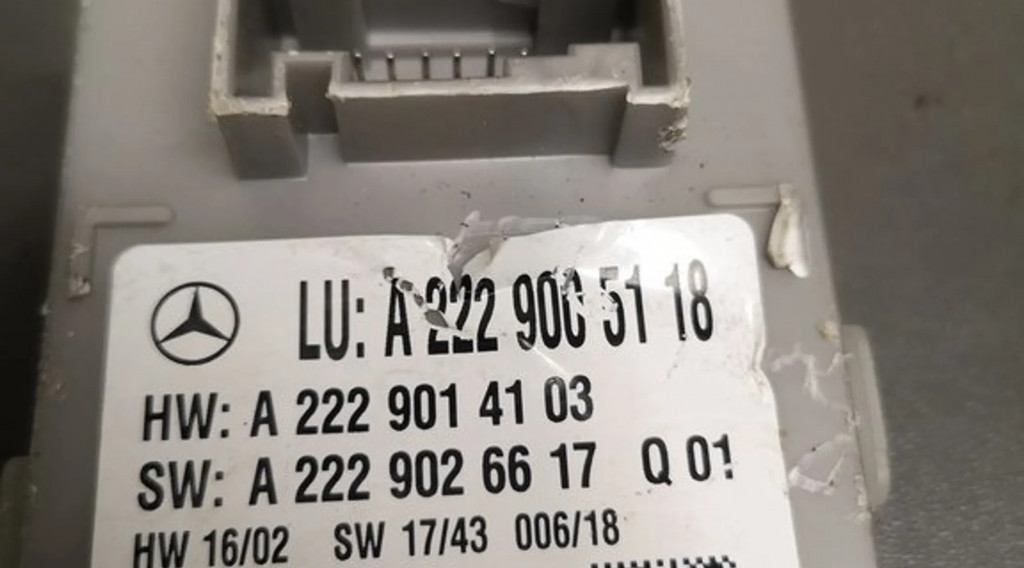 LU: A 222 900 51 18
HW: A 222 901 41 03
SW: A 222 902 66 17 Q 01
HW 16/02 SW 17/43 006/18